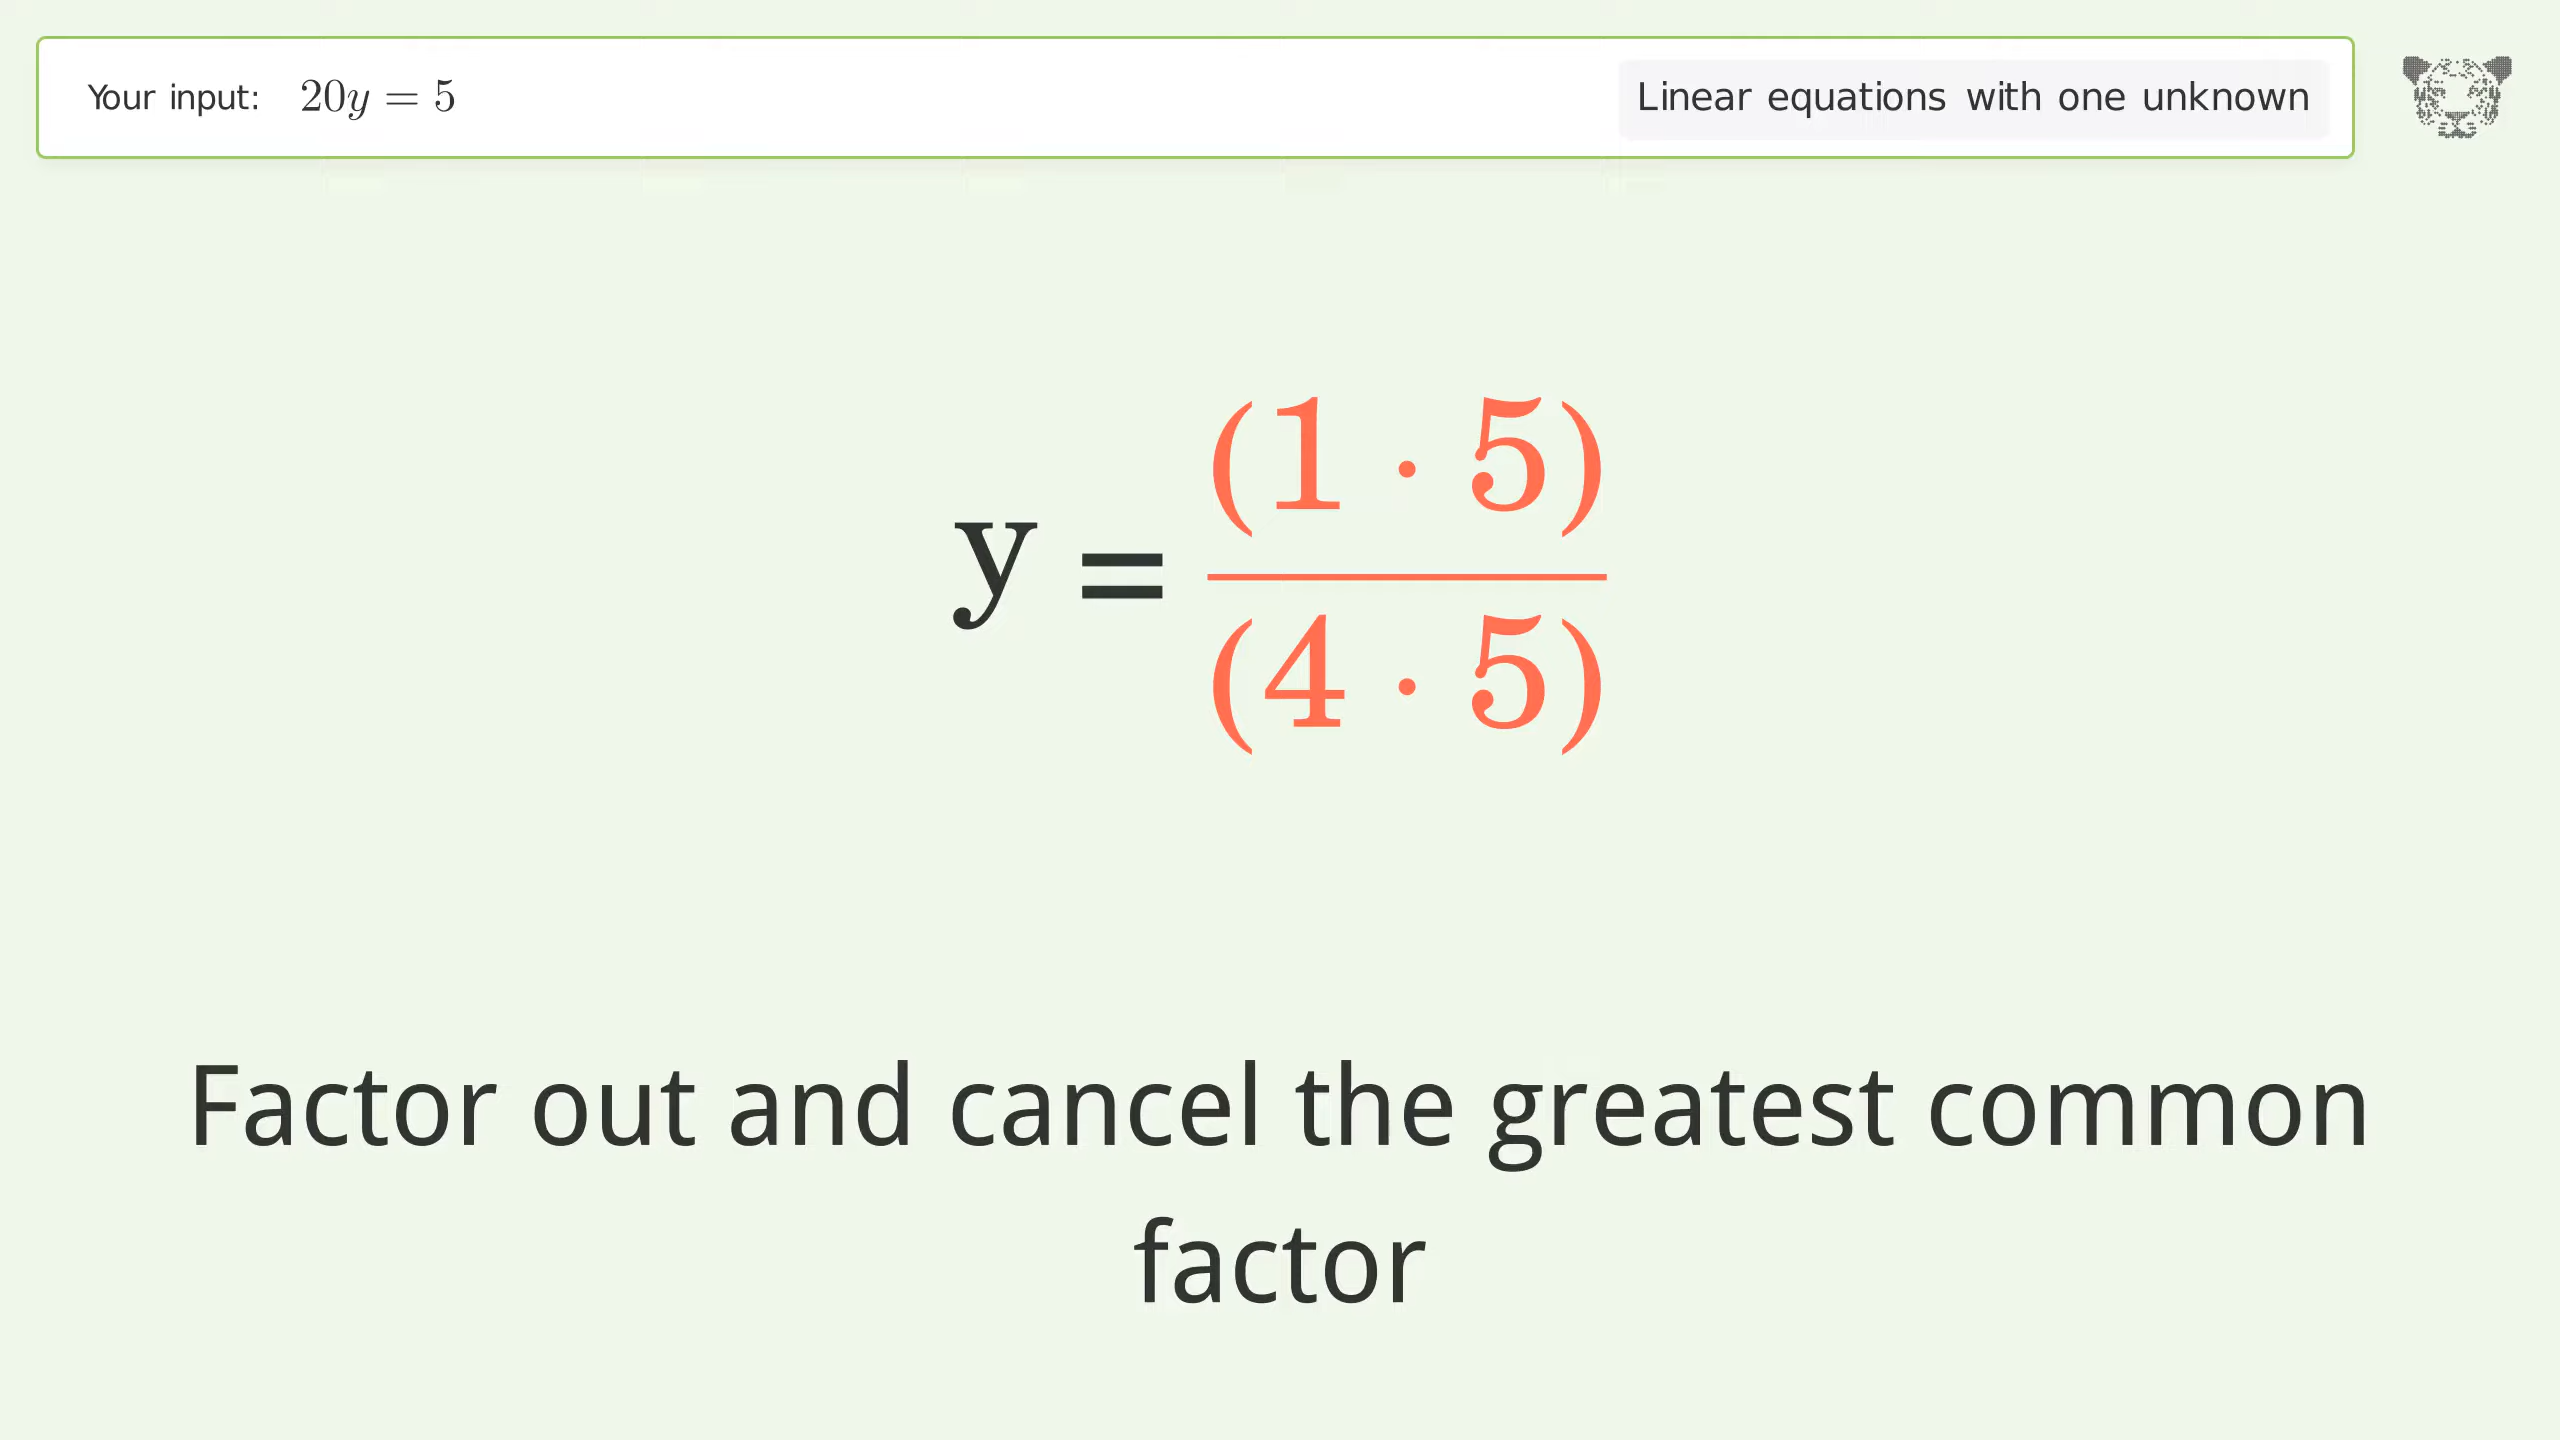 Your input: 20y = 5
Linear equations with one unknown
y = (1 · 5) / (4 · 5)
Factor out and cancel the greatest common
factor